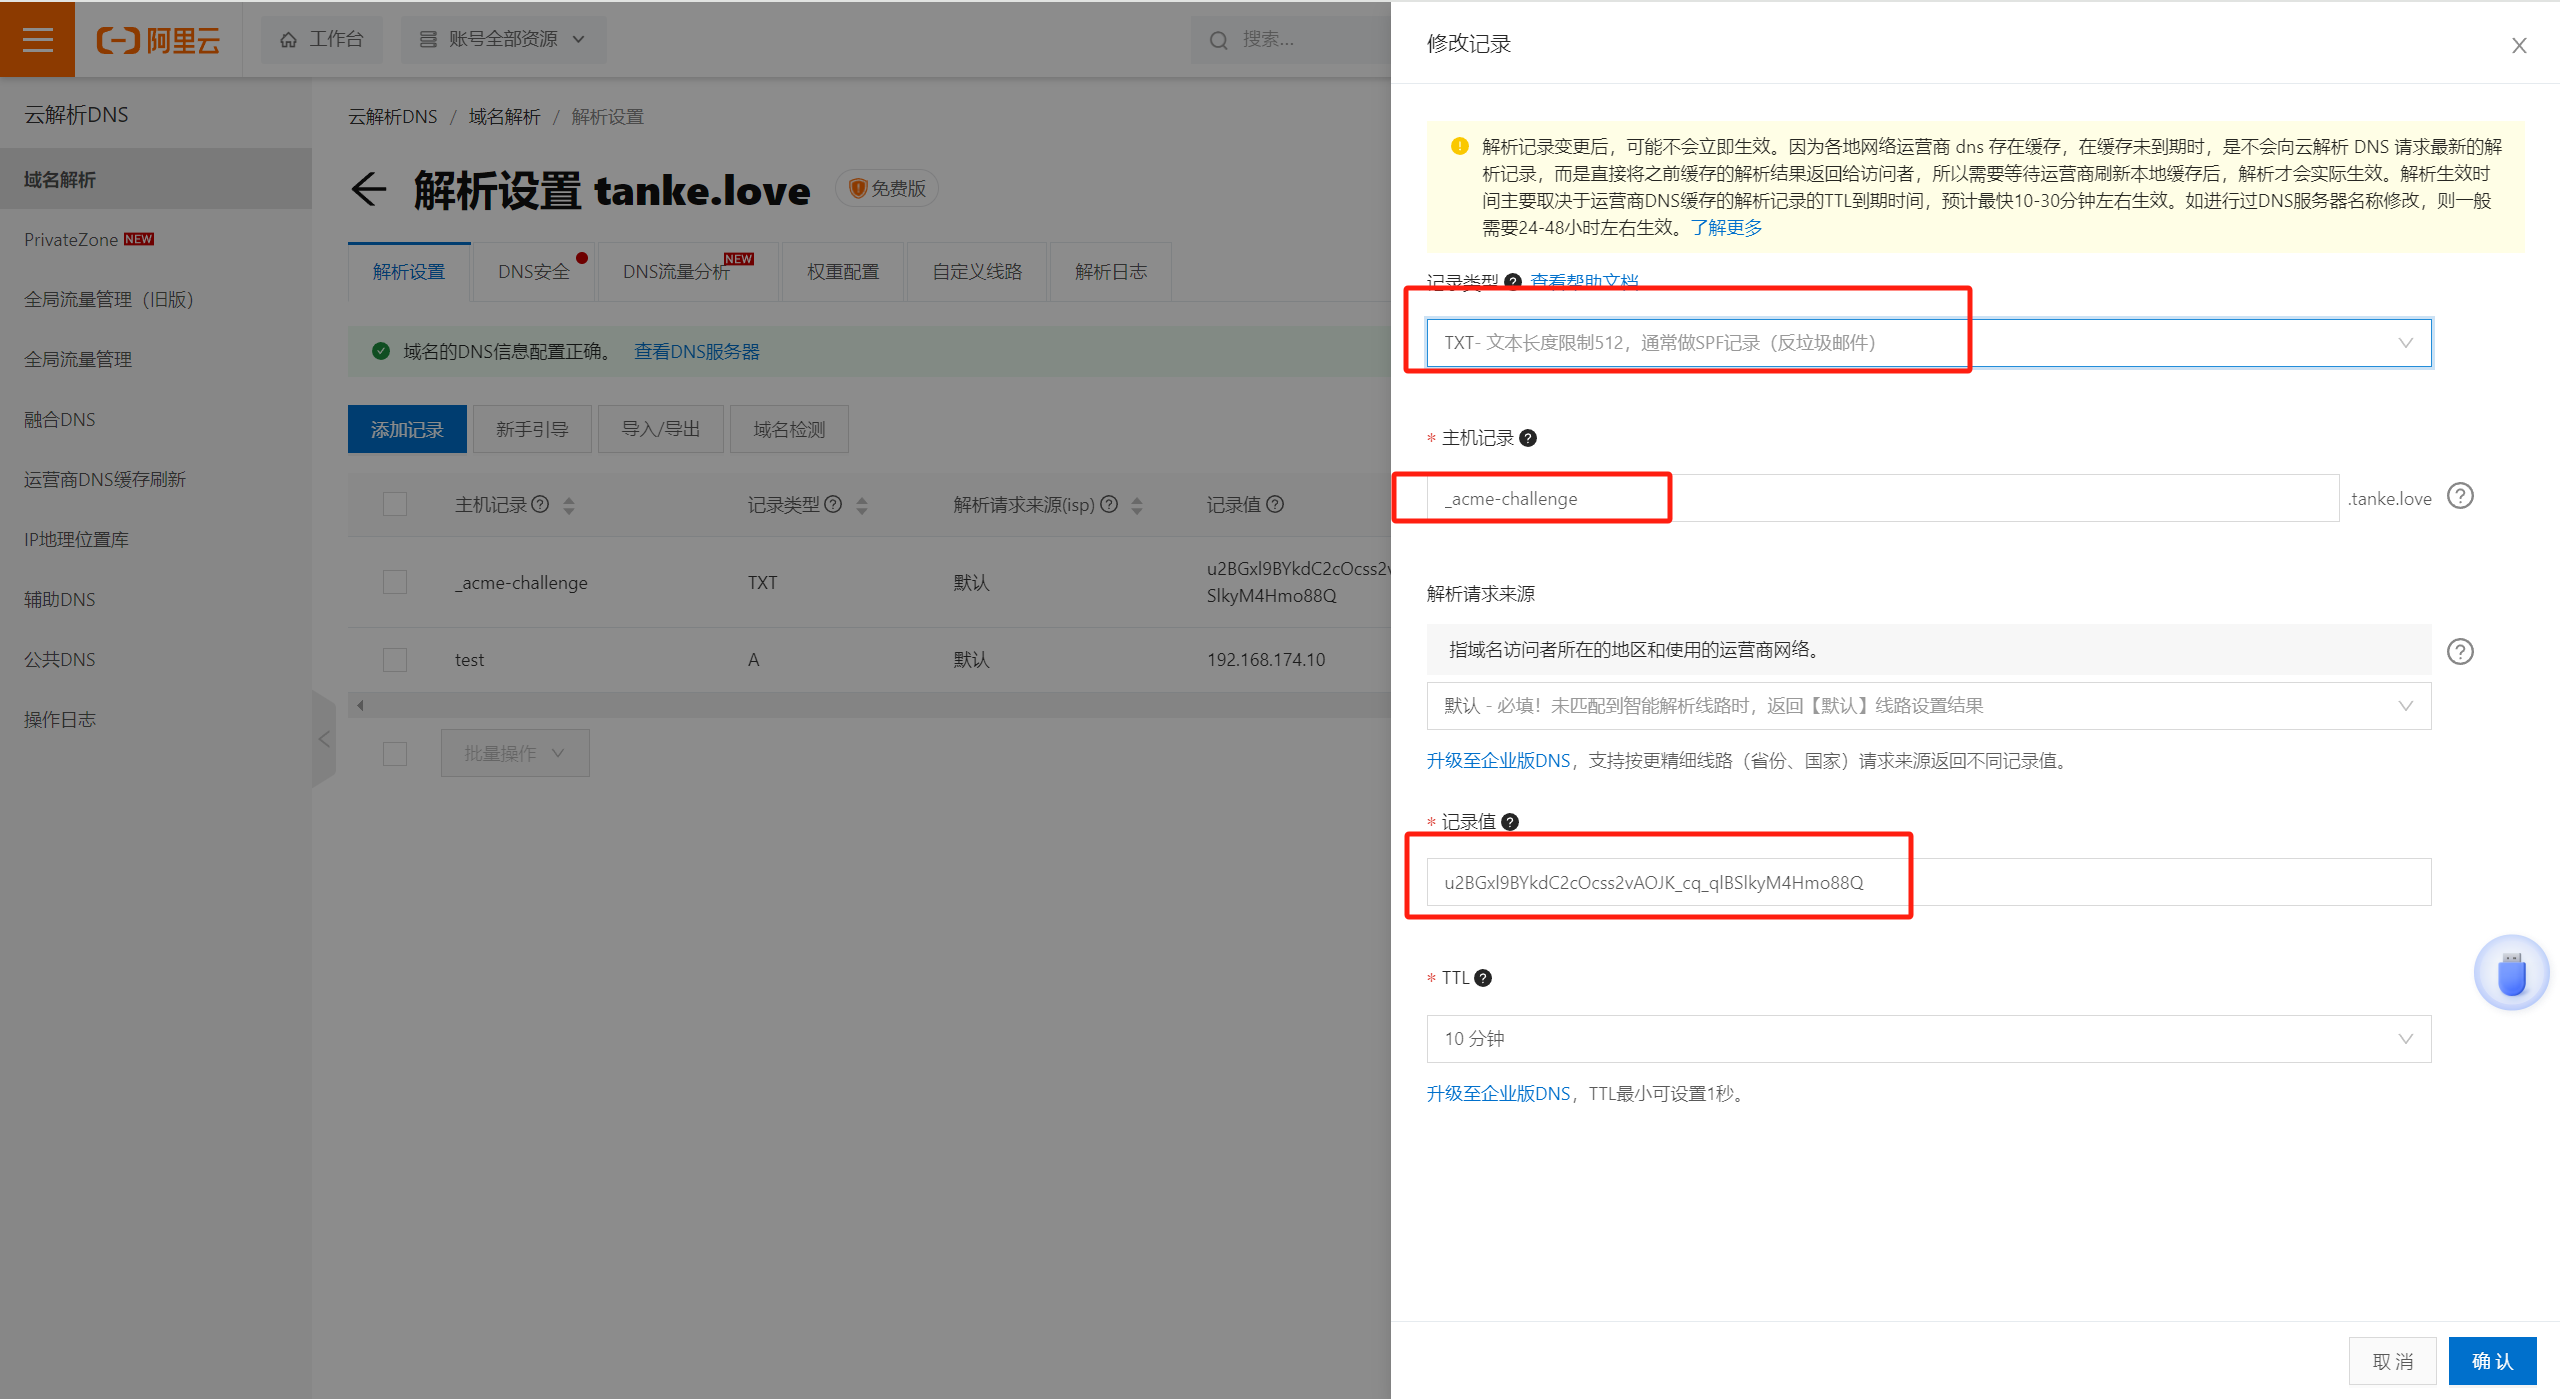 阿里云
工作台
账号全部资源
搜索...
云解析DNS
域名解析
PrivateZone NEW
全局流量管理（旧版）
全局流量管理
融合DNS
运营商DNS缓存刷新
IP地理位置库
辅助DNS
公共DNS
操作日志
云解析DNS / 域名解析 / 解析设置
解析设置 tanke.love 免费版
解析设置
DNS安全
DNS流量分析 NEW
权重配置
自定义线路
解析日志
域名的DNS信息配置正确。 查看DNS服务器
添加记录
新手引导
导入/导出
域名检测
主机记录 记录类型 解析请求来源(isp) 记录值
_acme-challenge TXT 默认 u2BGxl9BYkdC2cOcss2v
SlkyM4Hmo88Q
test A 默认 192.168.174.10
批量操作
修改记录
解析记录变更后，可能不会立即生效。因为各地网络运营商 dns 存在缓存，在缓存未到期时，是不会向云解析 DNS 请求最新的解
析记录，而是直接将之前缓存的解析结果返回给访问者，所以需要等待运营商刷新本地缓存后，解析才会实际生效。解析生效时
间主要取决于运营商DNS缓存的解析记录的TTL到期时间，预计最快10-30分钟左右生效。如进行过DNS服务器名称修改，则一般
需要24-48小时左右生效。了解更多
记录类型 查看帮助文档
TXT- 文本长度限制512，通常做SPF记录（反垃圾邮件）
* 主机记录
_acme-challenge
.tanke.love
解析请求来源
指域名访问者所在的地区和使用的运营商网络。
默认 - 必填！未匹配到智能解析线路时，返回【默认】线路设置结果
升级至企业版DNS，支持按更精细线路（省份、国家）请求来源返回不同记录值。
* 记录值
u2BGxl9BYkdC2cOcss2vAOJK_cq_qlBSlkyM4Hmo88Q
* TTL
10 分钟
升级至企业版DNS，TTL最小可设置1秒。
取 消
确 认